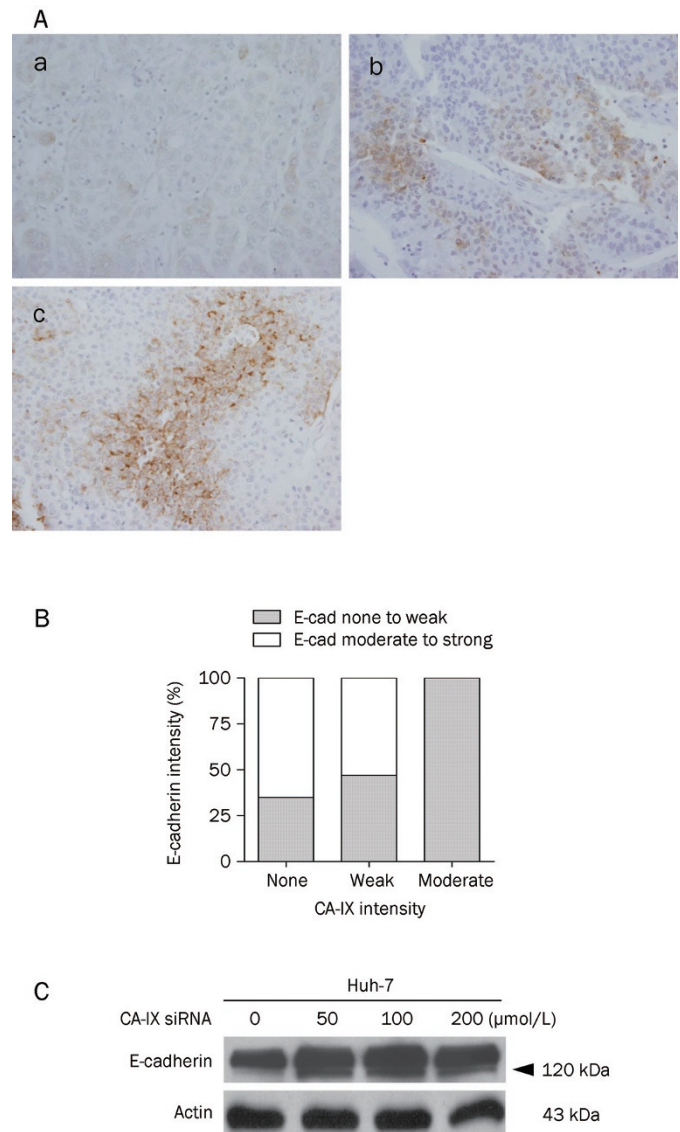 A
a
b
c
B
E-cad none to weak
E-cad moderate to strong
E-cadherin intensity (%)
100
75
50
25
0
None Weak Moderate
CA-IX intensity
C
Huh-7
CA-IX siRNA 0 50 100 200 (μmol/L)
E-cadherin 120 kDa
Actin 43 kDa